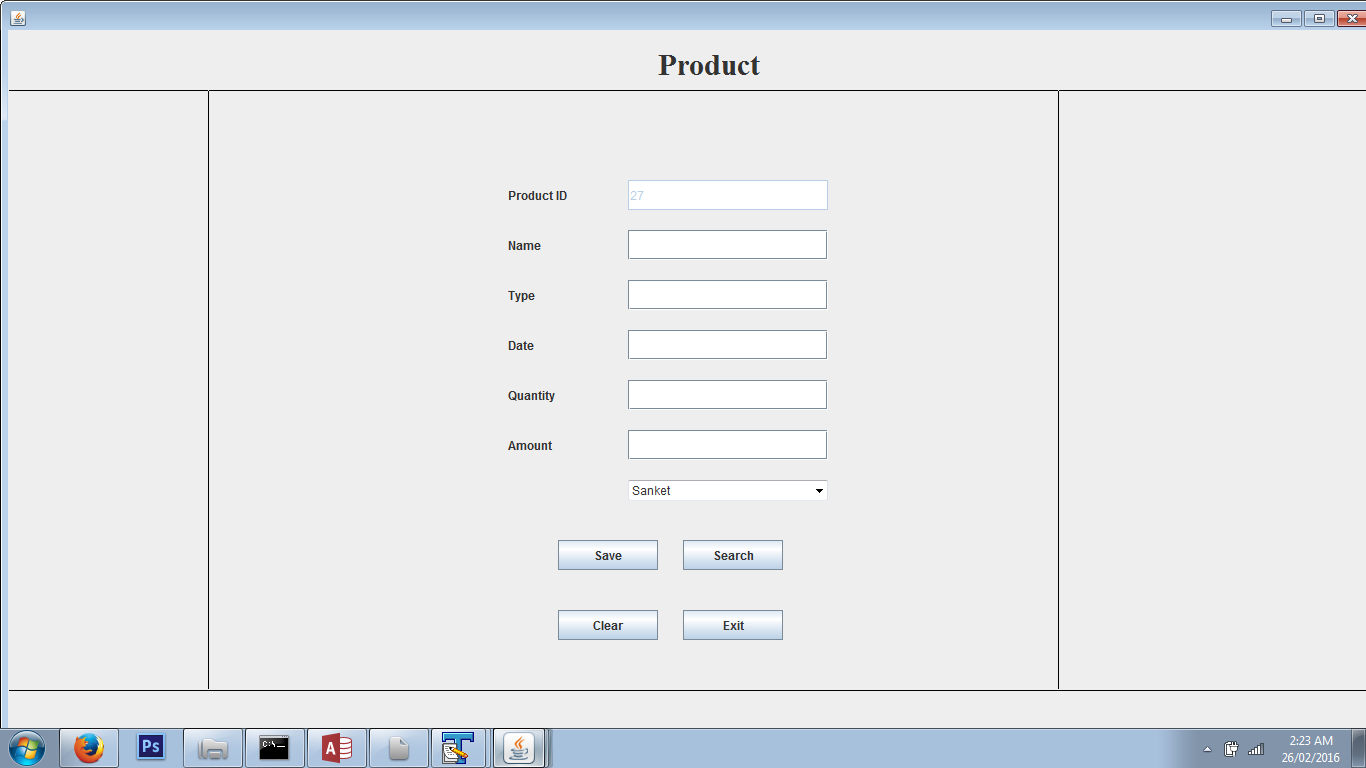 Product
Product ID 27
Name
Type
Date
Quantity
Amount
Sanket
Save Search
Clear Exit
Ps C:\ A
2:23 AM
26/02/2016